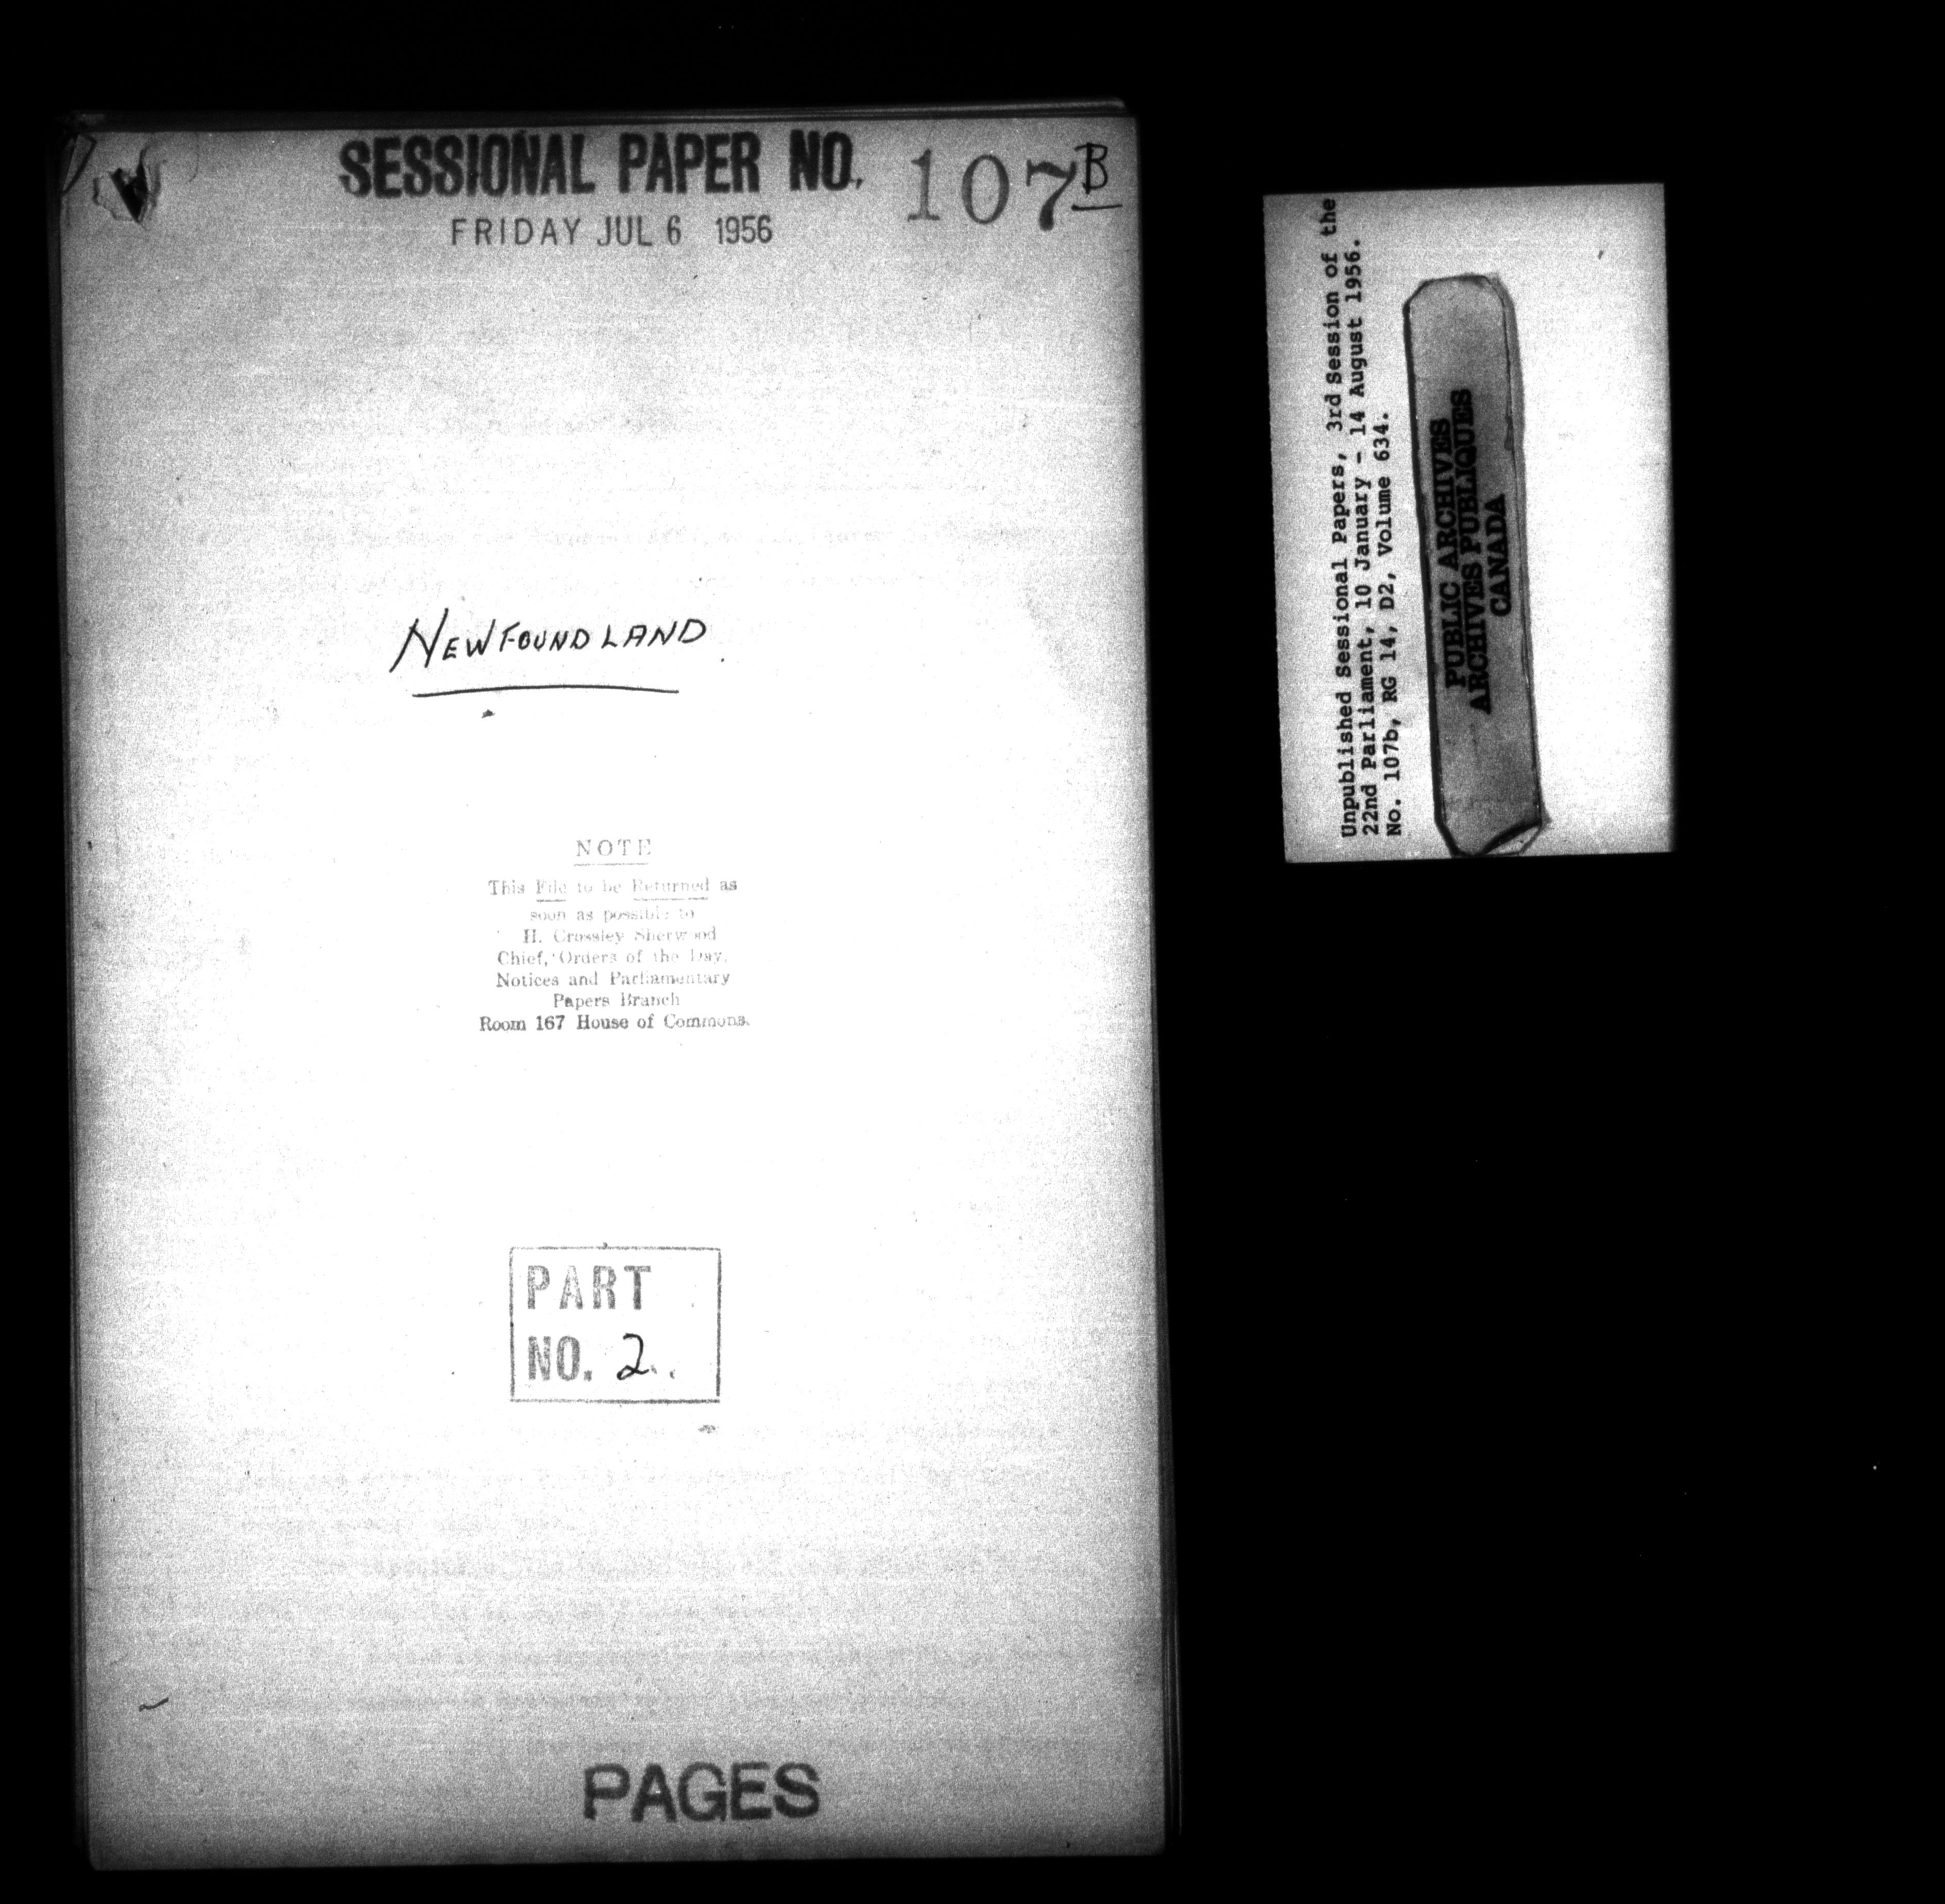 SESSIONAL PAPER NO. 107B
FRIDAY JUL 6 1956
NEWFOUNDLAND
NOTE
This File to be Returned as
soon as possible to
H. Crossley Sherwood
Chief, Orders of the Day,
Notices and Parliamentary
Papers Branch
Room 167 House of Commons.
PART
NO. 2.
PAGES
Unpublished Sessional Papers, 3rd Session of the
22nd Parliament, 10 January - 14 August 1956.
No. 107b, RG 14, D2, Volume 634.
PUBLIC ARCHIVES
ARCHIVES PUBLIQUES
CANADA